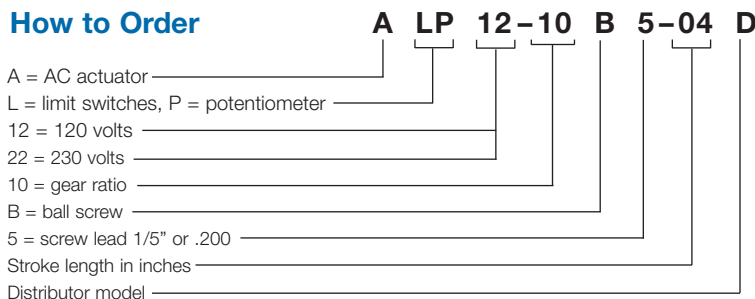 How to Order A LP 12-10 B 5-04 D
A = AC actuator
L = limit switches, P = potentiometer
12 = 120 volts
22 = 230 volts
10 = gear ratio
B = ball screw
5 = screw lead 1/5” or .200
Stroke length in inches
Distributor model